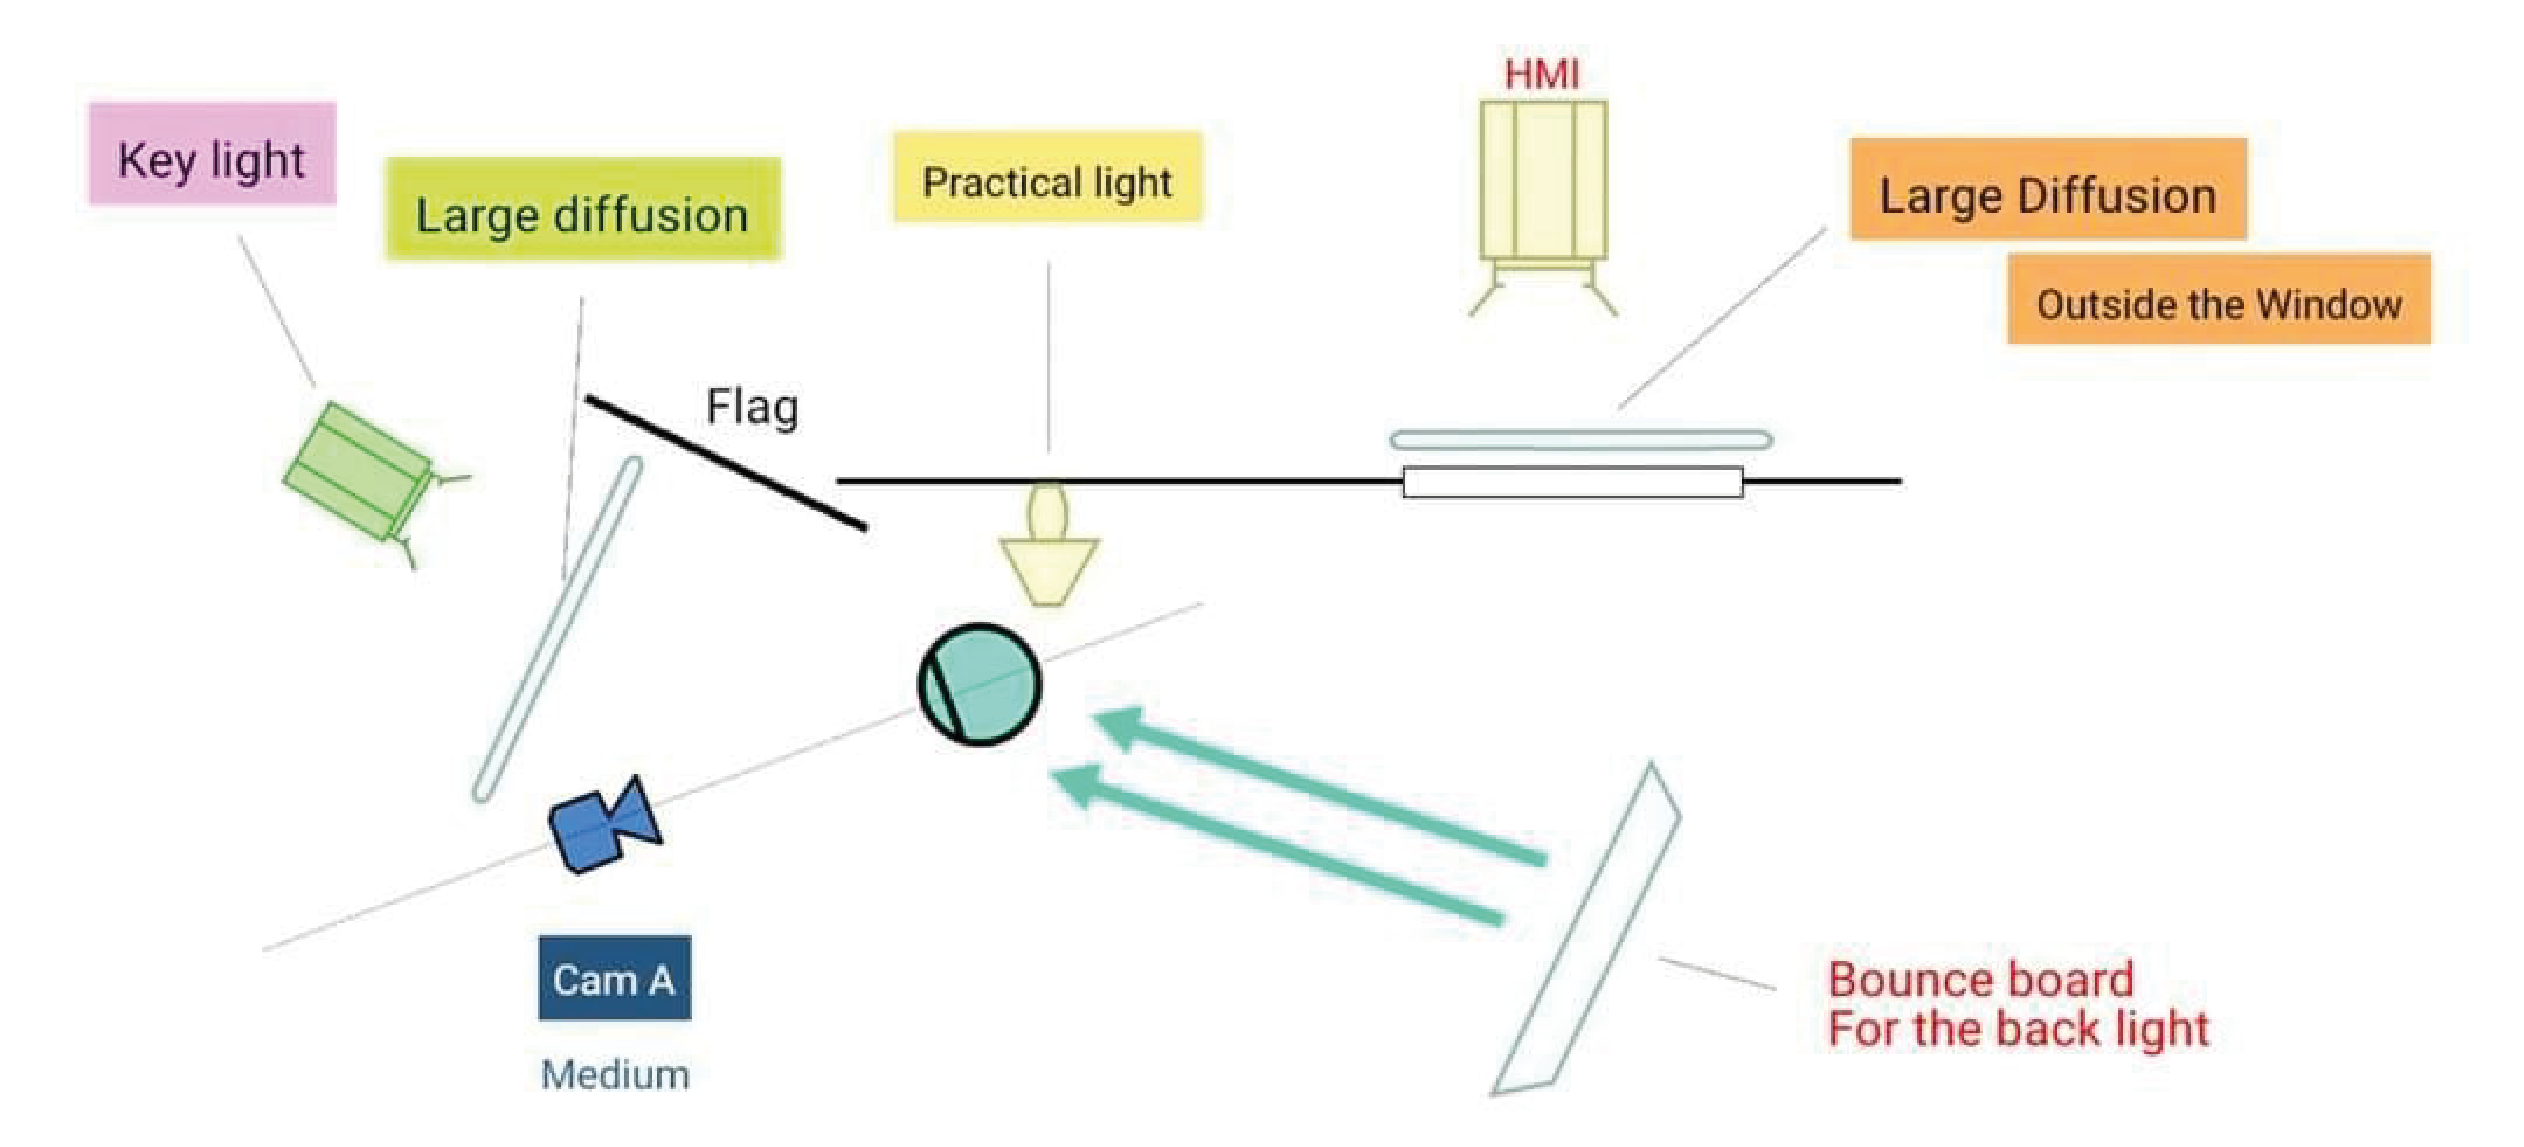 HMI
Key light
Large diffusion
Practical light
Large Diffusion
Outside the Window
Flag
Cam A
Medium
Bounce board
For the back light